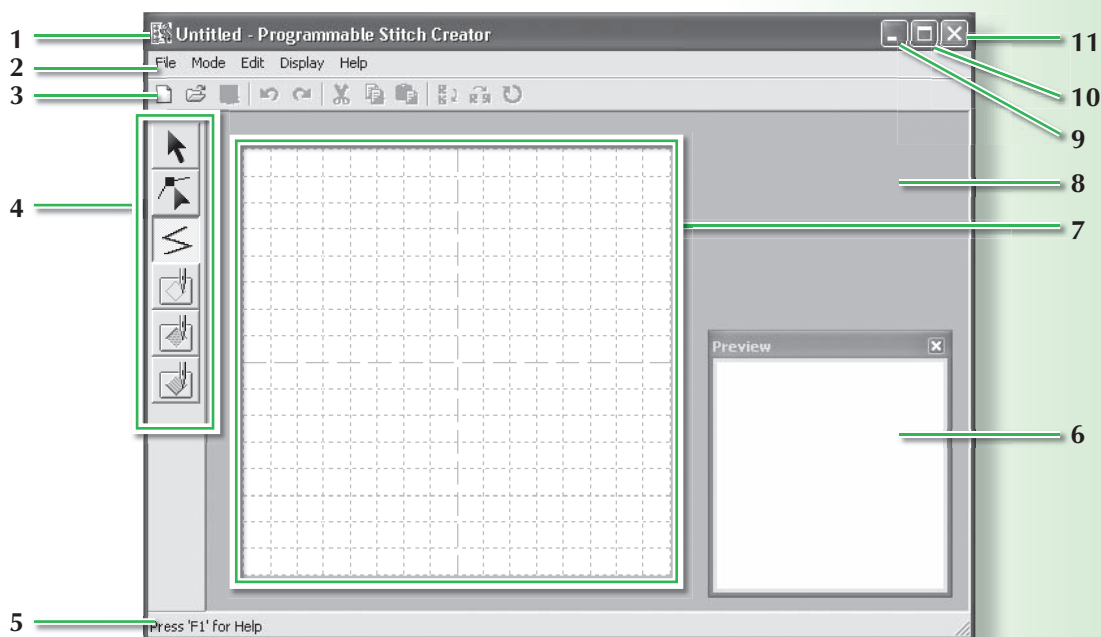 1
Untitled - Programmable Stitch Creator
11
2
File Mode Edit Display Help
3
10
9
4
8
7
Preview
6
5
Press 'F1' for Help